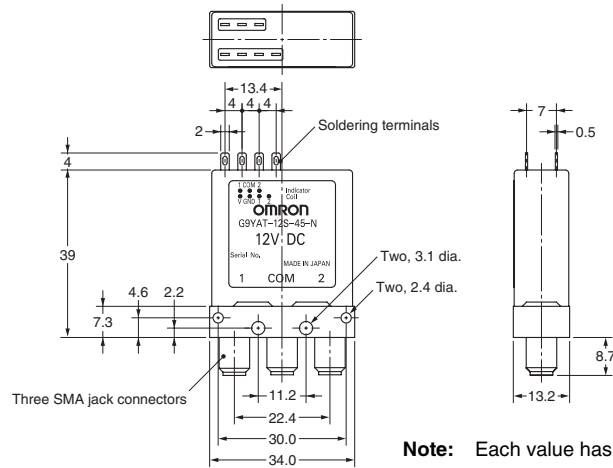 13.4
4 4 4
2
Soldering terminals
7
0.5
4
39
1 COM 2
Indicator
V GND 1 2
Coil
OMRON
G9YAT-12S-45-N
12V DC
Serial No.
MADE IN JAPAN
1 COM 2
Two, 3.1 dia.
Two, 2.4 dia.
4.6
2.2
7.3
8.7
13.2
Three SMA jack connectors
11.2
22.4
30.0
34.0
Note: Each value has